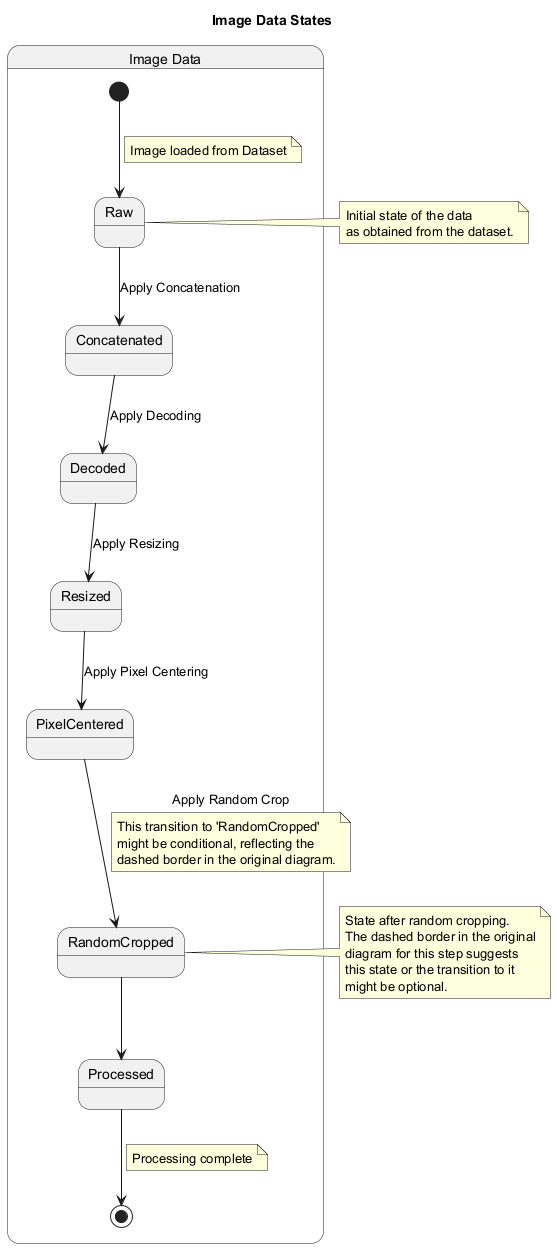 Image Data States
Image Data
Image loaded from Dataset
Raw
Initial state of the data
as obtained from the dataset.
Apply Concatenation
Concatenated
Apply Decoding
Decoded
Apply Resizing
Resized
Apply Pixel Centering
PixelCentered
Apply Random Crop
This transition to 'RandomCropped'
might be conditional, reflecting the
dashed border in the original diagram.
RandomCropped
State after random cropping.
The dashed border in the original
diagram for this step suggests
this state or the transition to it
might be optional.
Processed
Processing complete